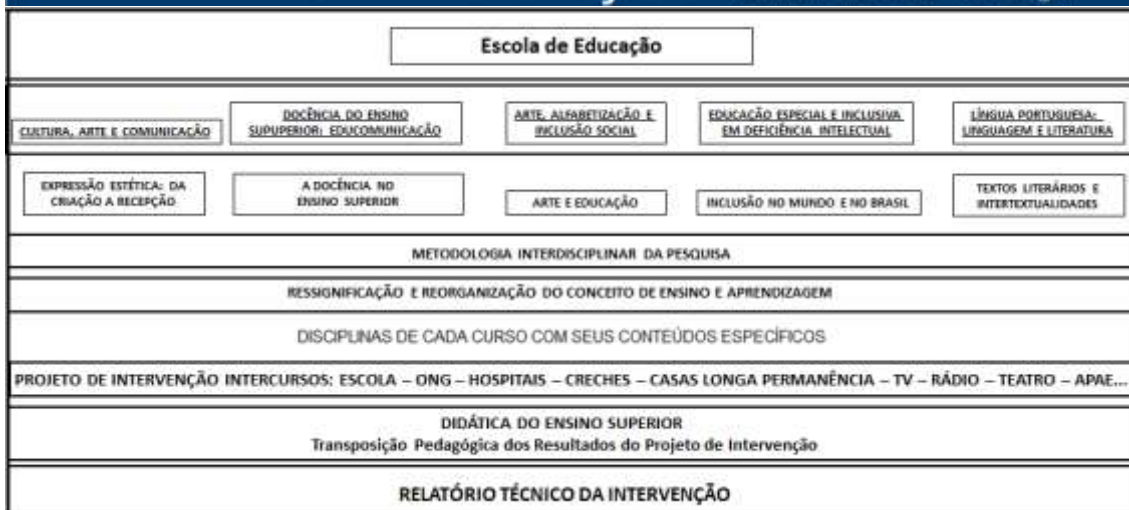 Escola de Educação
CULTURA, ARTE E COMUNICAÇÃO
DOCÊNCIA DO ENSINO
SUPUPERIOR: EDUCOMUNICAÇÃO
ARTE, ALFABETIZAÇÃO E
INCLUSÃO SOCIAL
EDUCAÇÃO ESPECIAL E INCLUSIVA
EM DEFICIÊNCIA INTELECTUAL
LÍNGUA PORTUGUESA:
LINGUAGEM E LITERATURA
EXPRESSÃO ESTÉTICA: DA
CRIAÇÃO A RECEPÇÃO
A DOCÊNCIA NO
ENSINO SUPERIOR
ARTE E EDUCAÇÃO
INCLUSÃO NO MUNDO E NO BRASIL
TEXTOS LITERÁRIOS E
INTERTEXTUALIDADES
METODOLOGIA INTERDISCIPLINAR DA PESQUISA
RESSIGNIFICAÇÃO E REORGANIZAÇÃO DO CONCEITO DE ENSINO E APRENDIZAGEM
DISCIPLINAS DE CADA CURSO COM SEUS CONTEÚDOS ESPECÍFICOS
PROJETO DE INTERVENÇÃO INTERCURSOS: ESCOLA – ONG – HOSPITAIS – CRECHES – CASAS LONGA PERMANÊNCIA – TV – RÁDIO – TEATRO – APAE...
DIDÁTICA DO ENSINO SUPERIOR
Transposição Pedagógica dos Resultados do Projeto de Intervenção
RELATÓRIO TÉCNICO DA INTERVENÇÃO